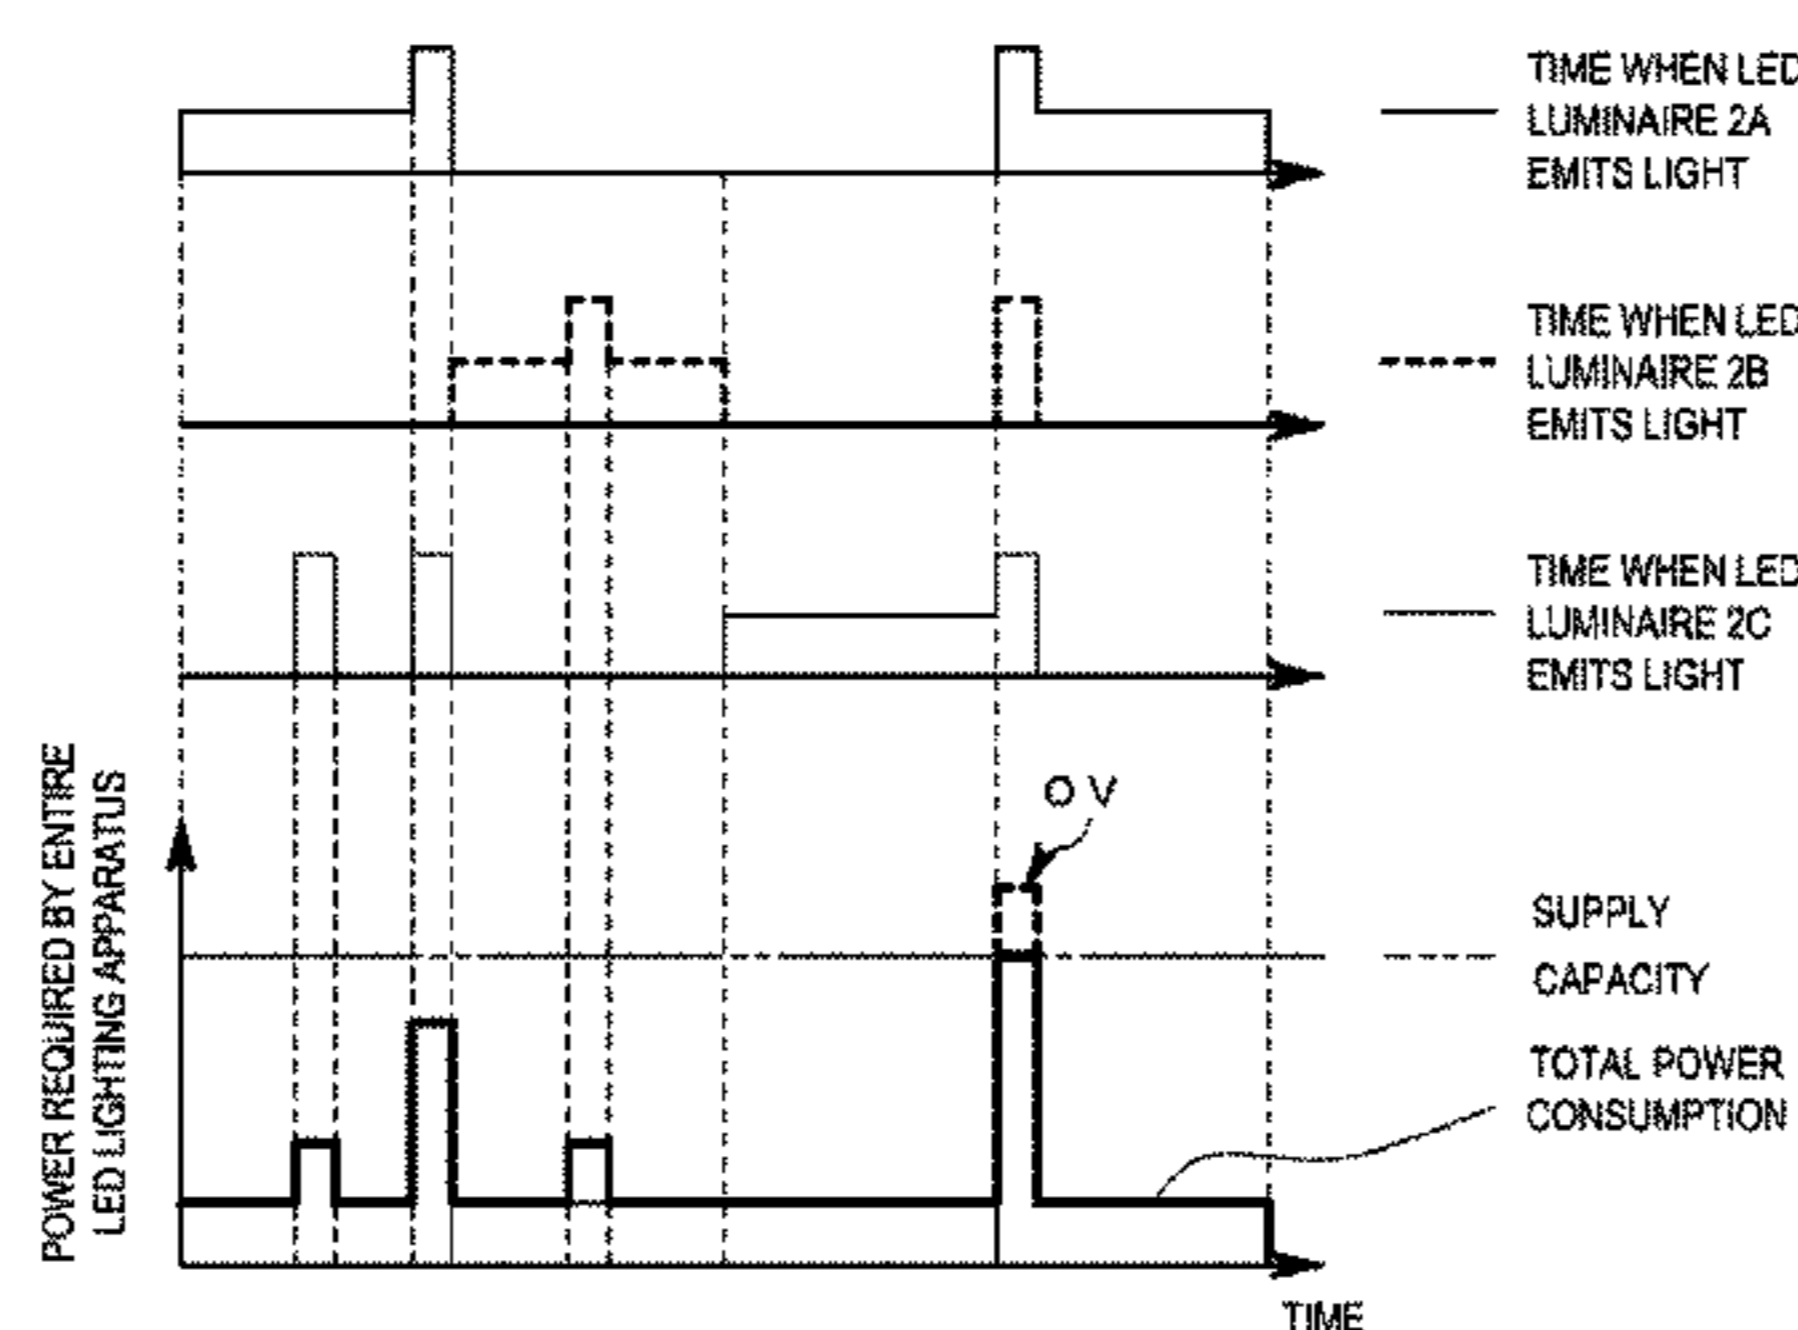 TIME WHEN LED
LUMINAIRE 2A
EMITS LIGHT
TIME WHEN LED
LUMINAIRE 2B
EMITS LIGHT
TIME WHEN LED
LUMINAIRE 2C
EMITS LIGHT
POWER REQUIRED BY ENTIRE
LED LIGHTING APPARATUS
O V
SUPPLY
CAPACITY
TOTAL POWER
CONSUMPTION
TIME